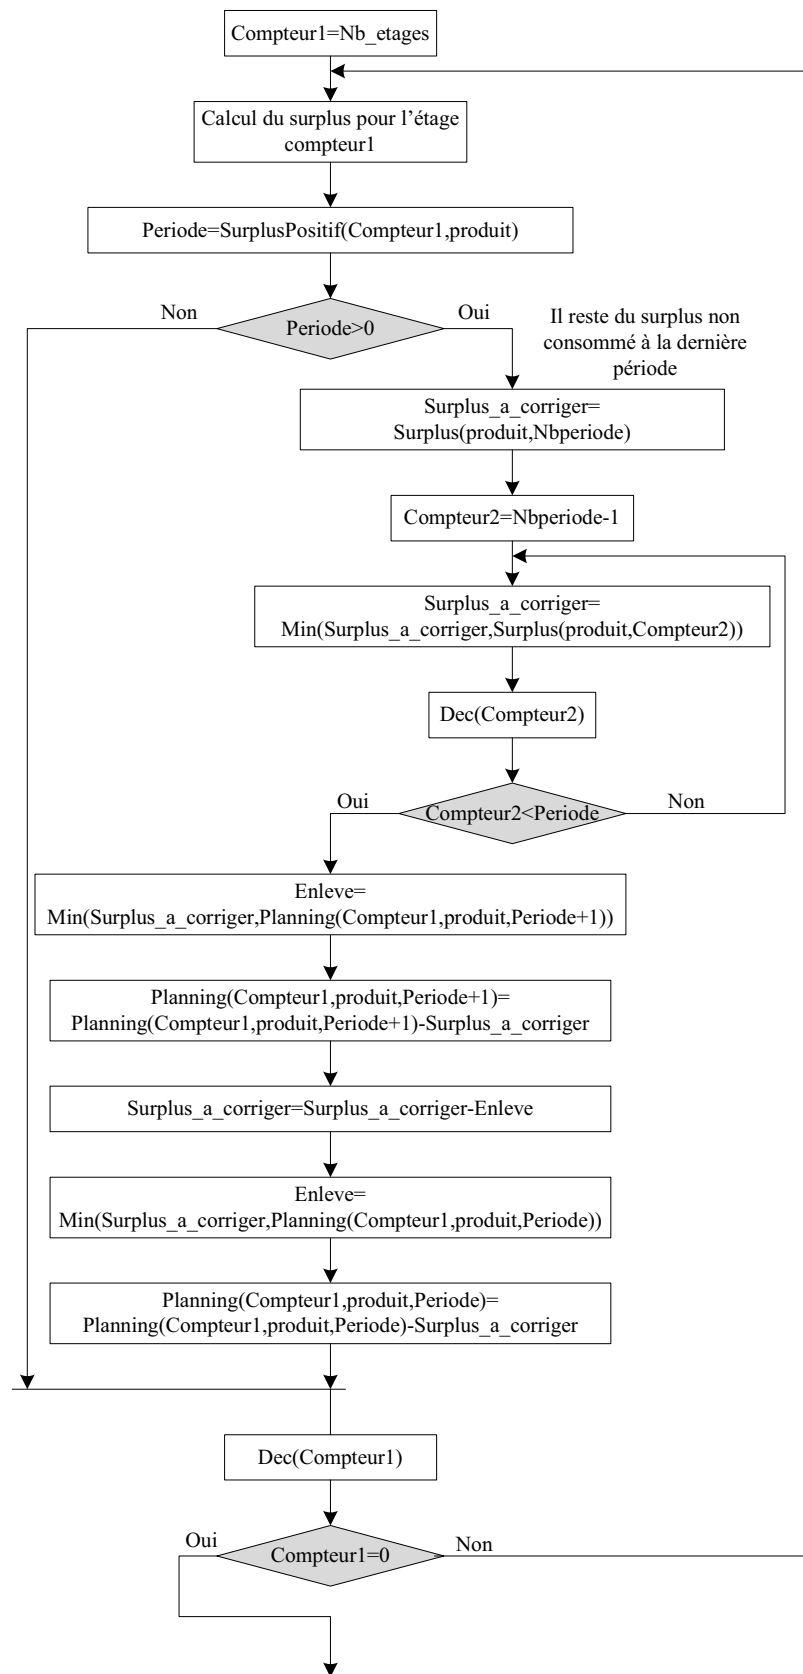 Compteur1=Nb_etages
Calcul du surplus pour l’étage
compteur1
Periode=SurplusPositif(Compteur1,produit)
Non
Periode>0
Oui
Il reste du surplus non
consommé à la dernière
période
Surplus_a_corriger=
Surplus(produit,Nbperiode)
Compteur2=Nbperiode-1
Surplus_a_corriger=
Min(Surplus_a_corriger,Surplus(produit,Compteur2))
Dec(Compteur2)
Oui
Compteur2<Periode
Non
Enleve=
Min(Surplus_a_corriger,Planning(Compteur1,produit,Periode+1))
Planning(Compteur1,produit,Periode+1)=
Planning(Compteur1,produit,Periode+1)-Surplus_a_corriger
Surplus_a_corriger=Surplus_a_corriger-Enleve
Enleve=
Min(Surplus_a_corriger,Planning(Compteur1,produit,Periode))
Planning(Compteur1,produit,Periode)=
Planning(Compteur1,produit,Periode)-Surplus_a_corriger
Dec(Compteur1)
Oui
Compteur1=0
Non